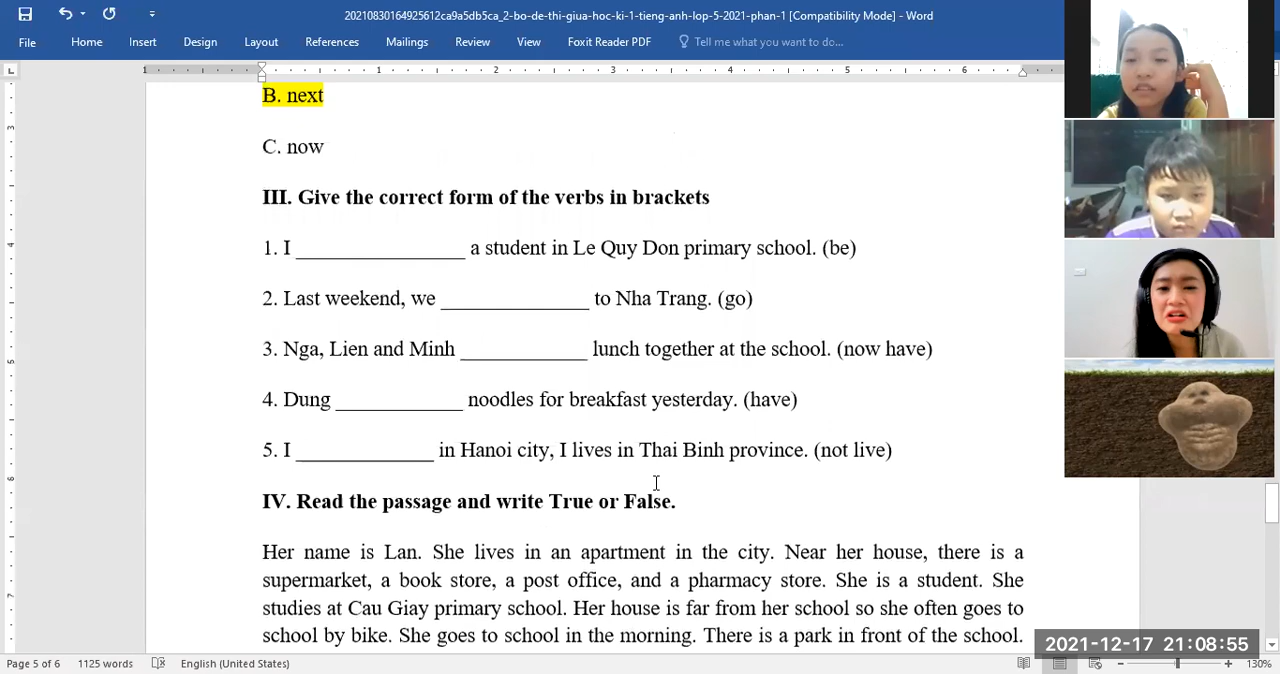 20210830164925612ca9a5db5ca_2-bo-de-thi-giua-hoc-ki-1-tieng-anh-lop-5-2021-phan-1 [Compatibility Mode] - Word
File Home Insert Design Layout References Mailings Review View Foxit Reader PDF Tell me what you want to do...
1 1 2 3 4 5 6
B. next
C. now
III. Give the correct form of the verbs in brackets
1. I ________________ a student in Le Quy Don primary school. (be)
2. Last weekend, we ______________ to Nha Trang. (go)
3. Nga, Lien and Minh ____________ lunch together at the school. (now have)
4. Dung ____________ noodles for breakfast yesterday. (have)
5. I _____________ in Hanoi city, I lives in Thai Binh province. (not live)
IV. Read the passage and write True or False.
Her name is Lan. She lives in an apartment in the city. Near her house, there is a
supermarket, a book store, a post office, and a pharmacy store. She is a student. She
studies at Cau Giay primary school. Her house is far from her school so she often goes to
school by bike. She goes to school in the morning. There is a park in front of the school.
2021-12-17 21:08:55
Page 5 of 6 1125 words English (United States) 130%